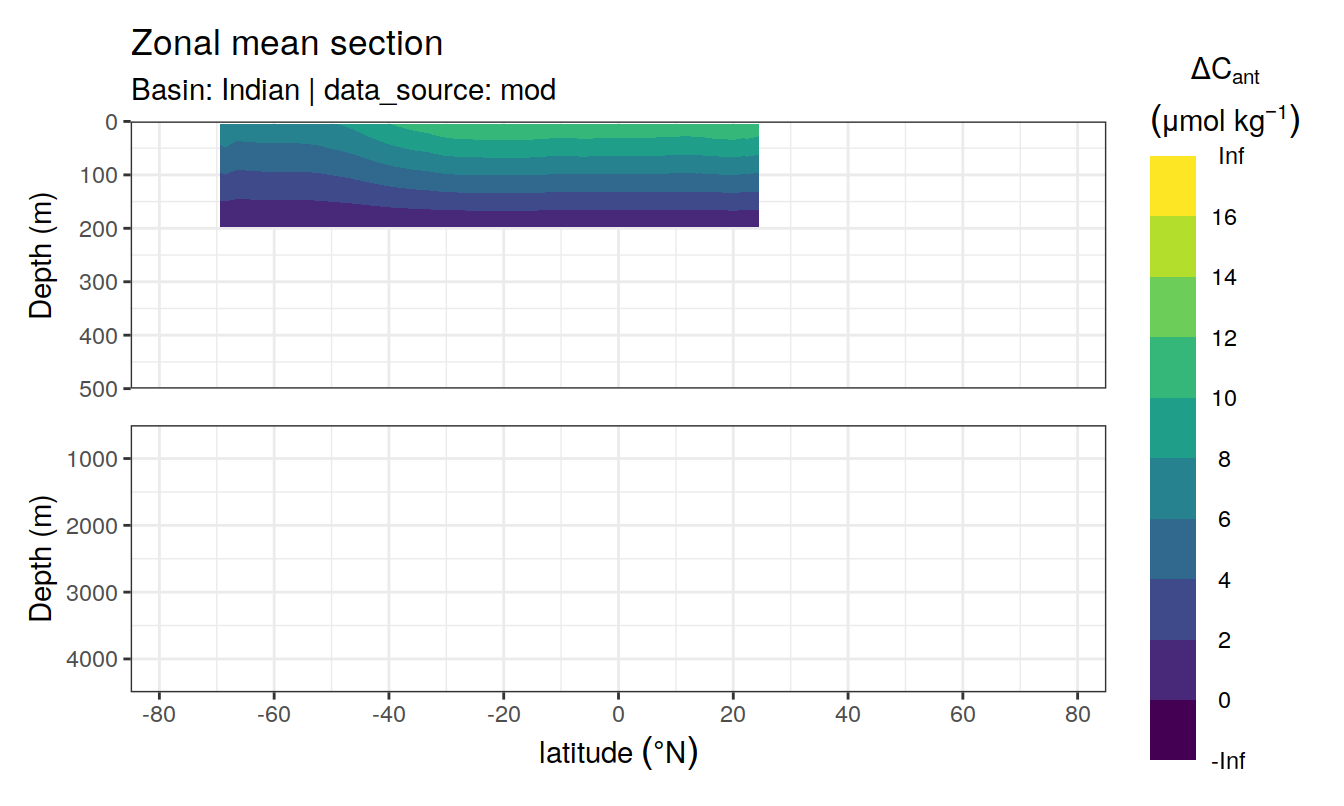 Zonal mean section
Basin: Indian | data_source: mod
ΔCant
(μmol kg−1)
Inf
16
14
12
10
8
6
4
2
0
-Inf
Depth (m)
0
100
200
300
400
500
Depth (m)
1000
2000
3000
4000
-80 -60 -40 -20 0 20 40 60 80
latitude (°N)